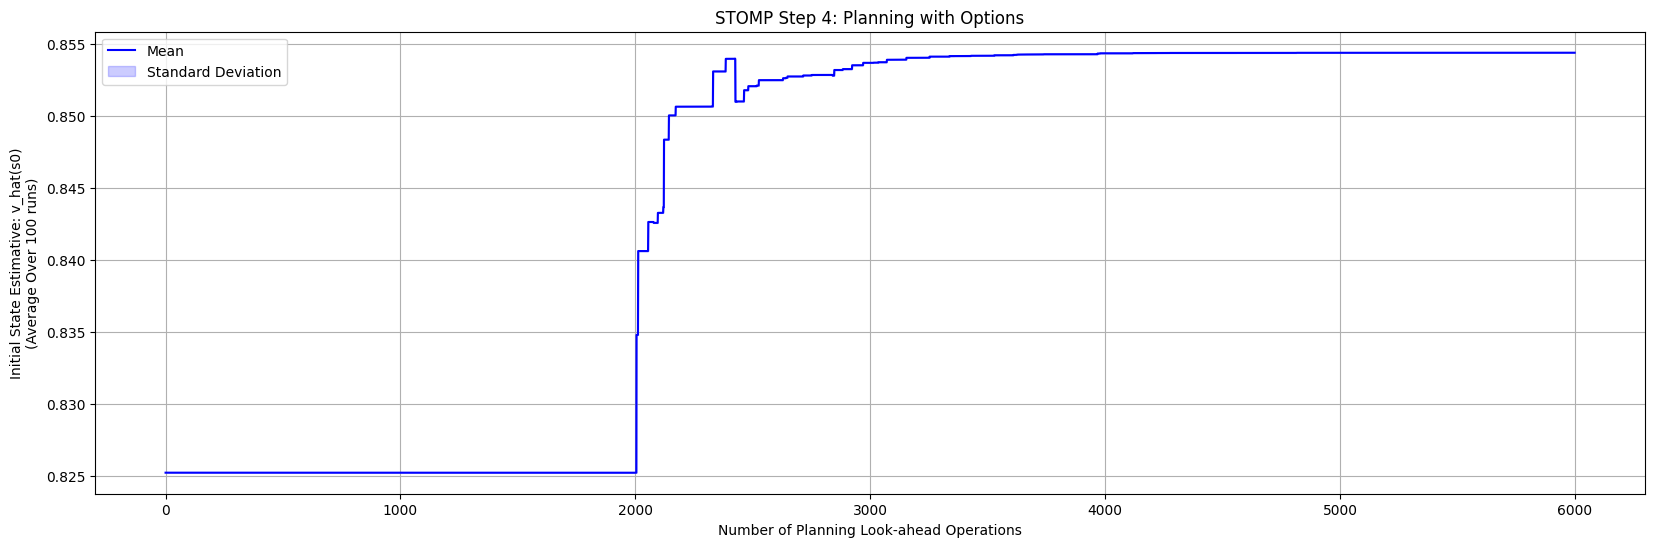 STOMP Step 4: Planning with Options
Mean
Standard Deviation
Initial State Estimative: v_hat(s0)
(Average Over 100 runs)
0.855
0.850
0.845
0.840
0.835
0.830
0.825
0
1000
2000
3000
4000
5000
6000
Number of Planning Look-ahead Operations